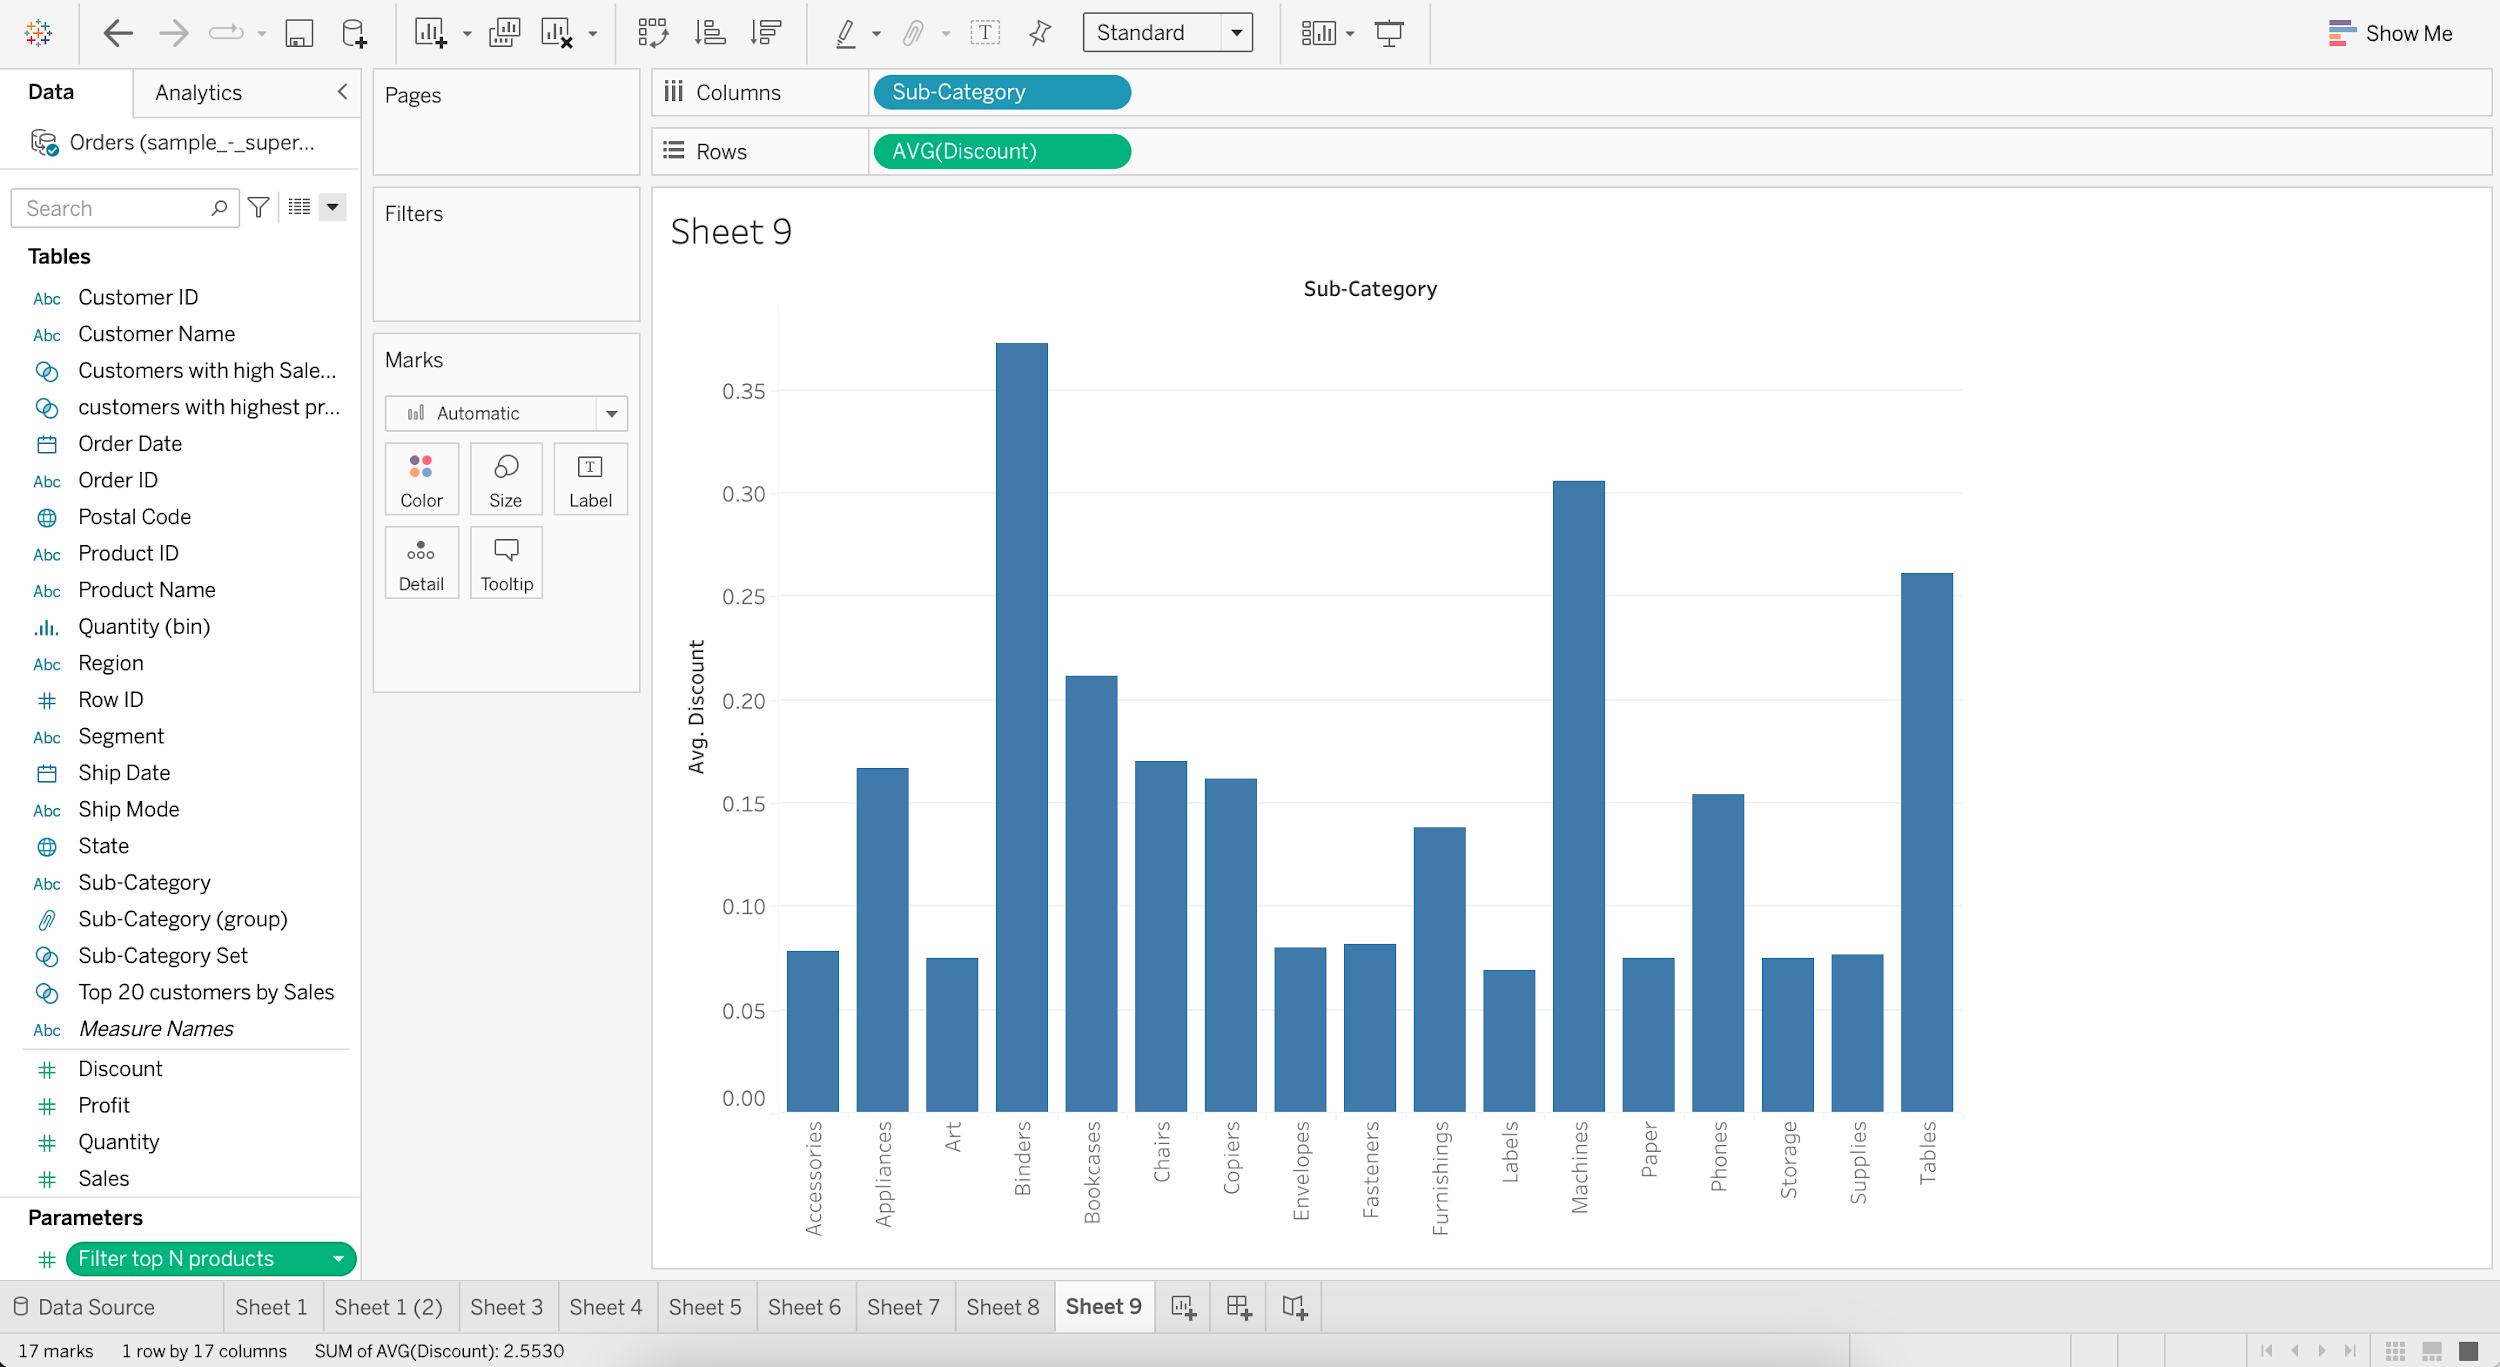 Standard
Show Me
Data
Analytics
Orders (sample_-_super...
Search
Tables
Abc Customer ID
Abc Customer Name
Customers with high Sale...
customers with highest pr...
Order Date
Abc Order ID
Postal Code
Abc Product ID
Abc Product Name
Quantity (bin)
Abc Region
Row ID
Abc Segment
Ship Date
Abc Ship Mode
State
Abc Sub-Category
Sub-Category (group)
Sub-Category Set
Top 20 customers by Sales
Abc Measure Names
Discount
Profit
Quantity
Sales
Parameters
Filter top N products
Pages
Filters
Marks
Automatic
Color
Size
T
Label
Detail
Tooltip
Columns
Sub-Category
Rows
AVG(Discount)
Sheet 9
Sub-Category
Avg. Discount
0.35
0.30
0.25
0.20
0.15
0.10
0.05
0.00
Accessories
Appliances
Art
Binders
Bookcases
Chairs
Copiers
Envelopes
Fasteners
Furnishings
Labels
Machines
Paper
Phones
Storage
Supplies
Tables
Data Source
Sheet 1
Sheet 1 (2)
Sheet 3
Sheet 4
Sheet 5
Sheet 6
Sheet 7
Sheet 8
Sheet 9
17 marks
1 row by 17 columns
SUM of AVG(Discount): 2.5530